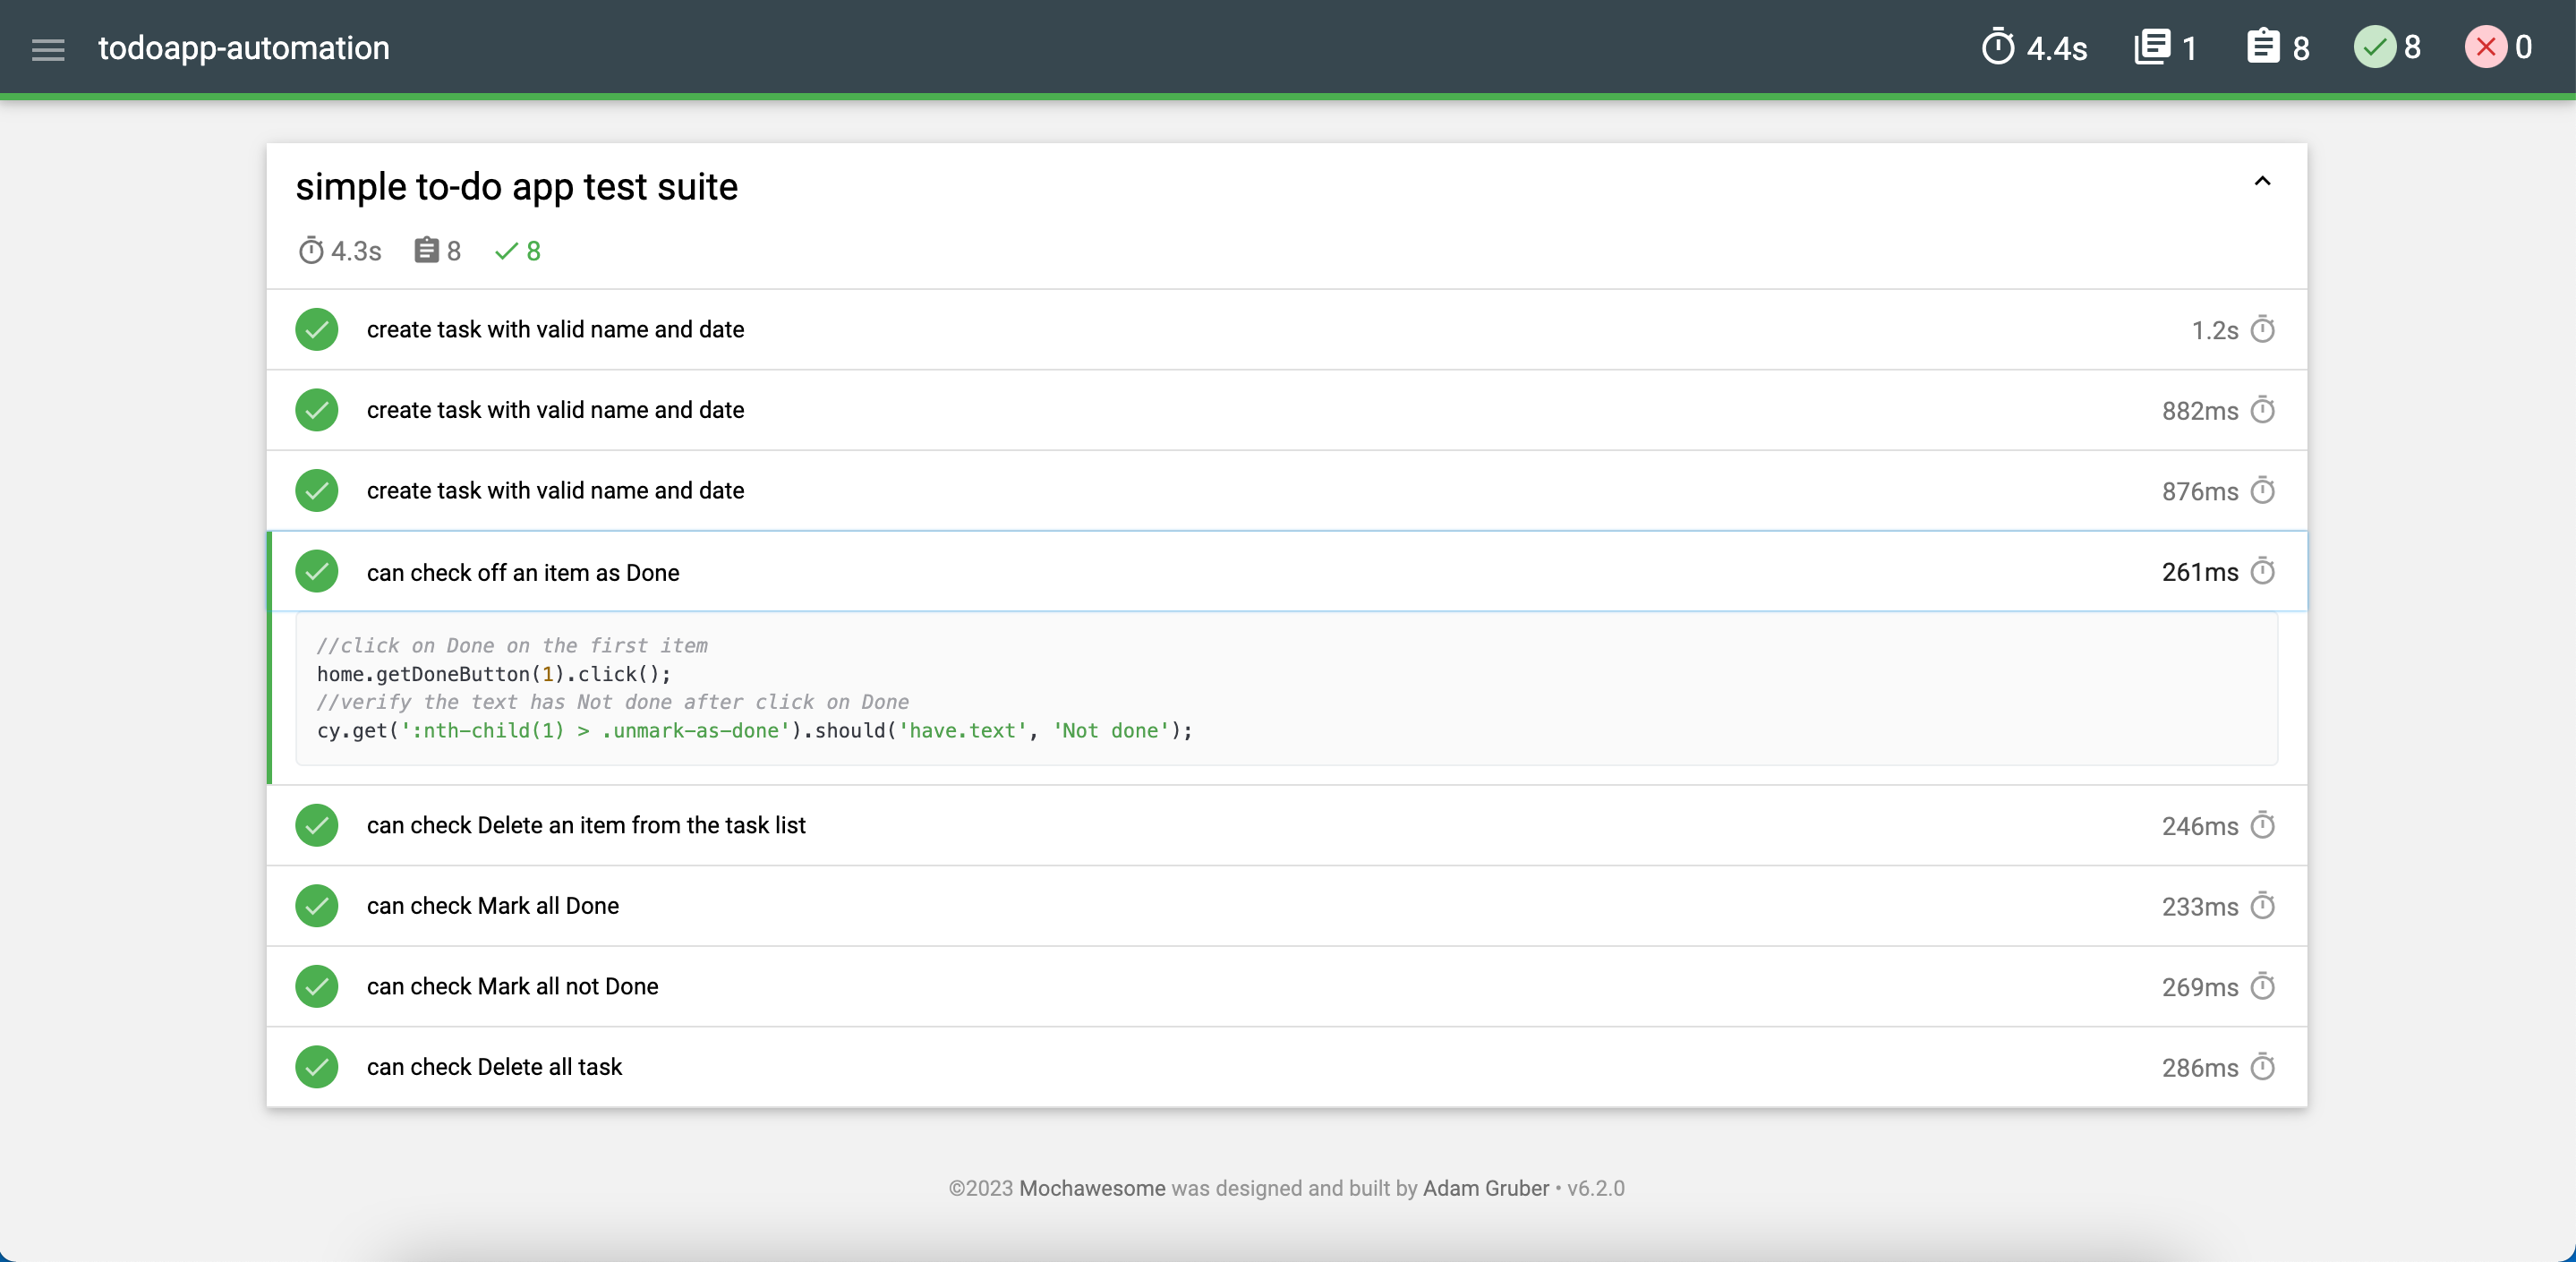 todoapp-automation
4.4s 1 8 8 0
simple to-do app test suite
4.3s 8 8
create task with valid name and date 1.2s
create task with valid name and date 882ms
create task with valid name and date 876ms
can check off an item as Done 261ms
//click on Done on the first item
home.getDoneButton(1).click();
//verify the text has Not done after click on Done
cy.get(':nth-child(1) > .unmark-as-done').should('have.text', 'Not done');
can check Delete an item from the task list 246ms
can check Mark all Done 233ms
can check Mark all not Done 269ms
can check Delete all task 286ms
©2023 Mochawesome was designed and built by Adam Gruber • v6.2.0